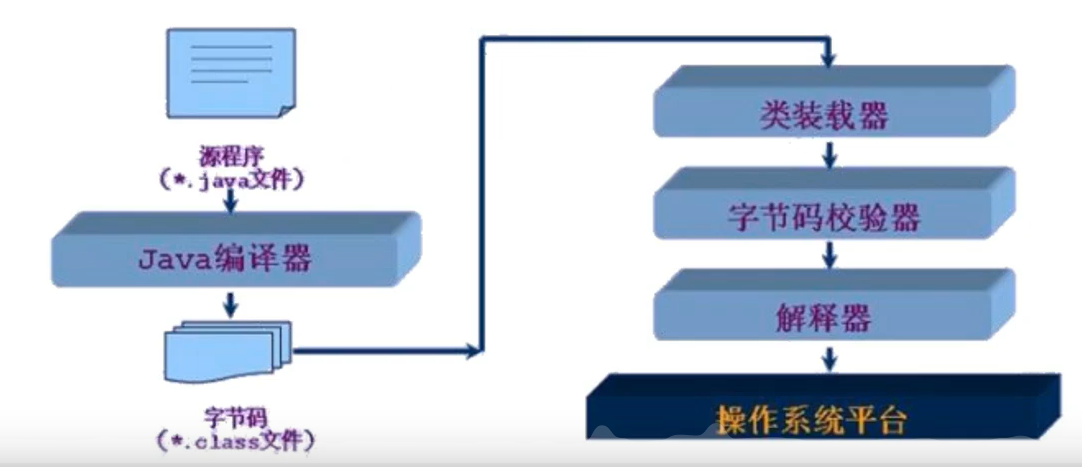 源程序
(*.java文件)
Java编译器
字节码
(*.class文件)
类装载器
字节码校验器
解释器
操作系统平台